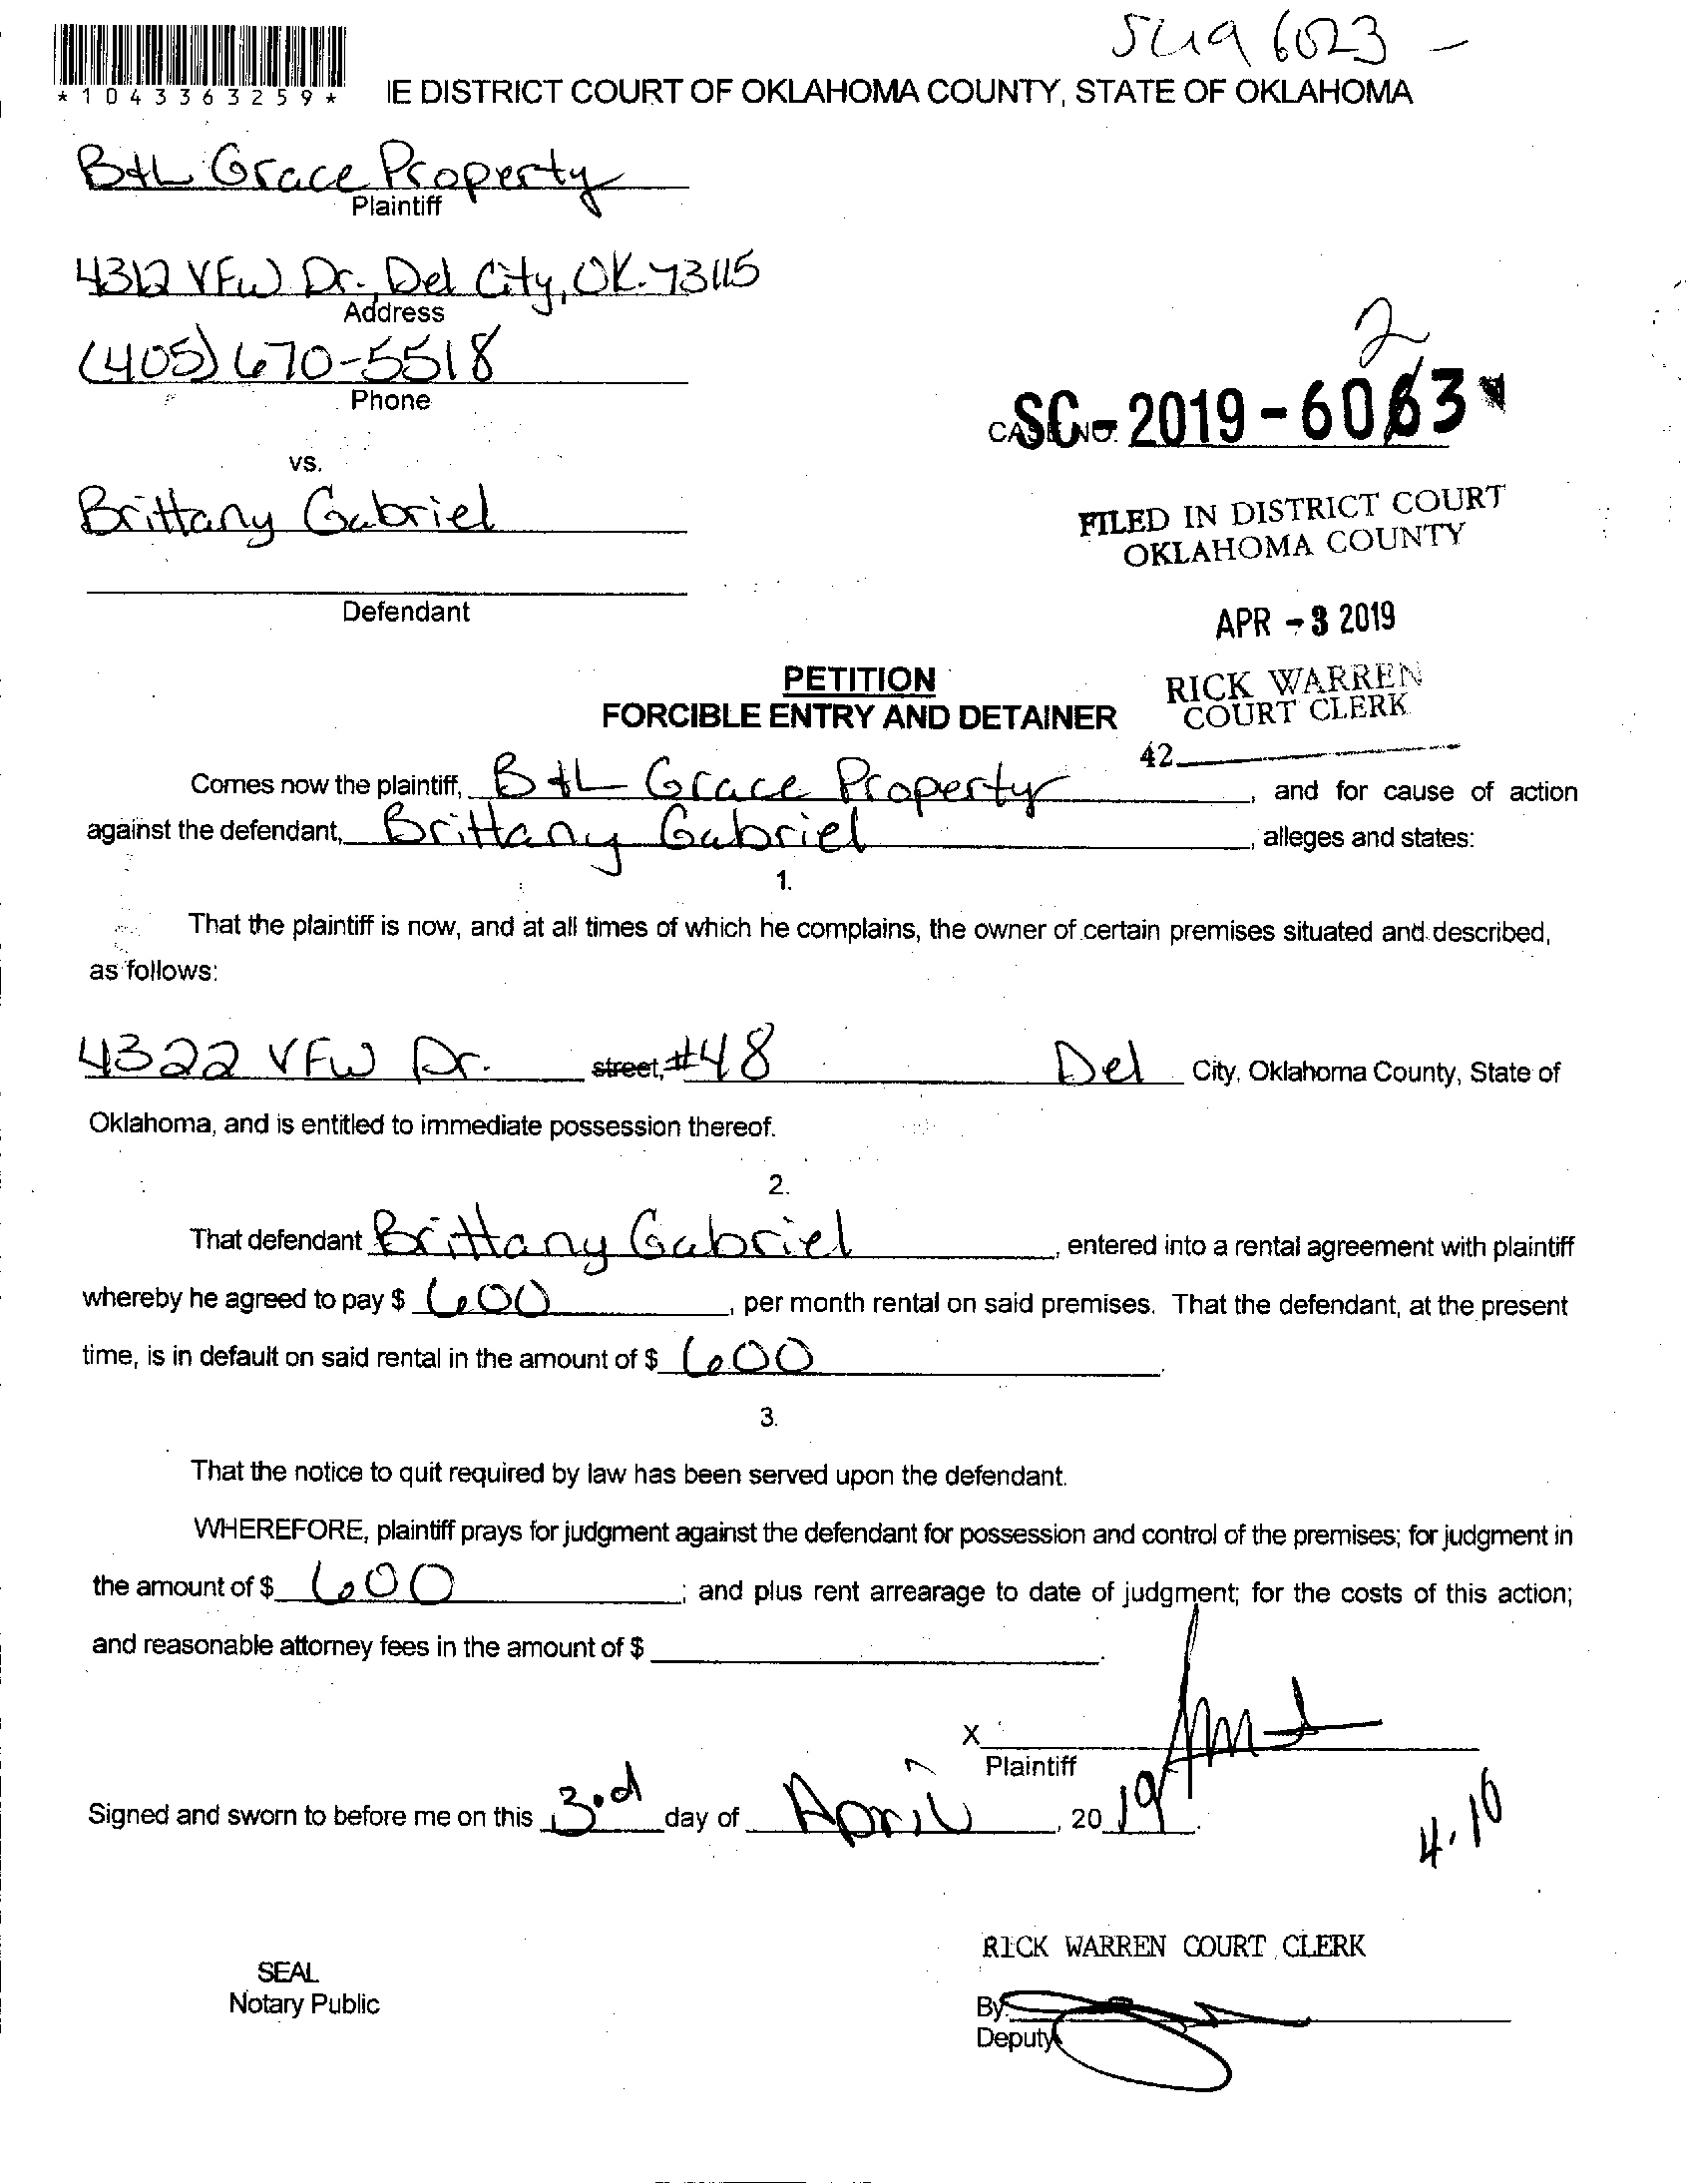 6023 -
*1043363259*
IE DISTRICT COURT OF OKLAHOMA COUNTY, STATE OF OKLAHOMA
B+L Grace Property
Plaintiff
4312 VFW Dr. Del City, OK. 73115
Address
(405) 670-5518
Phone
2
CASE NO. SC-2019-6063
vs.
Brittany Gabriel
FILED IN DISTRICT COURT
OKLAHOMA COUNTY
Defendant
APR -3 2019
PETITION
FORCIBLE ENTRY AND DETAINER
RICK WARREN
COURT CLERK
42
Comes now the plaintiff, B+L Grace Property, and for cause of action
against the defendant, Brittany Gabriel, alleges and states:
1.
That the plaintiff is now, and at all times of which he complains, the owner of certain premises situated and described,
as follows:
4322 VFW Dr. street, #48 Del City, Oklahoma County, State of
Oklahoma, and is entitled to immediate possession thereof.
2.
That defendant Brittany Gabriel, entered into a rental agreement with plaintiff
whereby he agreed to pay $ 600, per month rental on said premises. That the defendant, at the present
time, is in default on said rental in the amount of $ 600.
3.
That the notice to quit required by law has been served upon the defendant.
WHEREFORE, plaintiff prays for judgment against the defendant for possession and control of the premises; for judgment in
the amount of $ 600; and plus rent arrearage to date of judgment; for the costs of this action;
and reasonable attorney fees in the amount of $ .
X
Plaintiff
Signed and sworn to before me on this 3rd day of April, 2019.
4.10
RICK WARREN COURT CLERK
SEAL
Notary Public
By:
Deputy